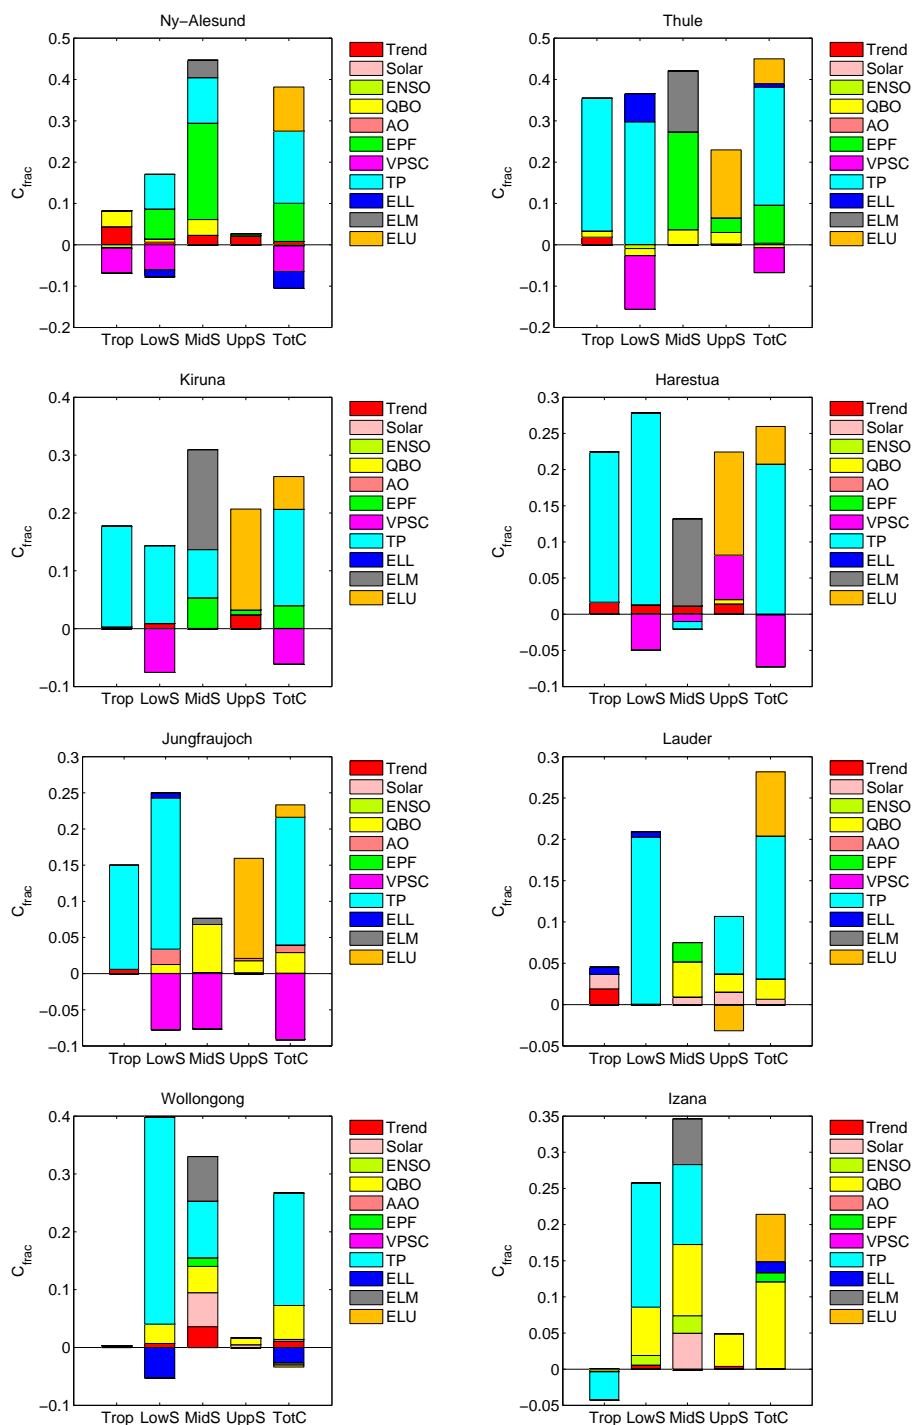 Ny−Alesund
C_frac
0.5
0.4
0.3
0.2
0.1
0
−0.1
−0.2
Trop LowS MidS UppS TotC
Trend
Solar
ENSO
QBO
AO
EPF
VPSC
TP
ELL
ELM
ELU
Thule
C_frac
0.5
0.4
0.3
0.2
0.1
0
−0.1
−0.2
Trop LowS MidS UppS TotC
Trend
Solar
ENSO
QBO
AO
EPF
VPSC
TP
ELL
ELM
ELU
Kiruna
C_frac
0.4
0.3
0.2
0.1
0
−0.1
Trop LowS MidS UppS TotC
Trend
Solar
ENSO
QBO
AO
EPF
VPSC
TP
ELL
ELM
ELU
Harestua
C_frac
0.3
0.25
0.2
0.15
0.1
0.05
0
−0.05
−0.1
Trop LowS MidS UppS TotC
Trend
Solar
ENSO
QBO
AO
EPF
VPSC
TP
ELL
ELM
ELU
Jungfraujoch
C_frac
0.3
0.25
0.2
0.15
0.1
0.05
0
−0.05
−0.1
Trop LowS MidS UppS TotC
Trend
Solar
ENSO
QBO
AO
EPF
VPSC
TP
ELL
ELM
ELU
Lauder
C_frac
0.3
0.25
0.2
0.15
0.1
0.05
0
−0.05
Trop LowS MidS UppS TotC
Trend
Solar
ENSO
QBO
AAO
EPF
VPSC
TP
ELL
ELM
ELU
Wollongong
C_frac
0.4
0.3
0.2
0.1
0
−0.1
Trop LowS MidS UppS TotC
Trend
Solar
ENSO
QBO
AAO
EPF
VPSC
TP
ELL
ELM
ELU
Izana
C_frac
0.35
0.3
0.25
0.2
0.15
0.1
0.05
0
−0.05
Trop LowS MidS UppS TotC
Trend
Solar
ENSO
QBO
AO
EPF
VPSC
TP
ELL
ELM
ELU